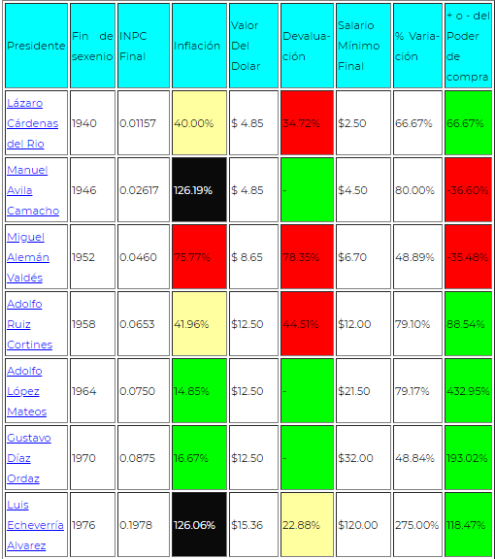 Presidente Fin de sexenio INPC Final Inflación Valor Del Dolar Devalua-ción Salario Mínimo Final % Varia-ción + o - del Poder de compra
Lázaro Cárdenas del Rio 1940 0.01157 40.00% $ 4.85 34.72% $2.50 66.67% 66.67%
Manuel Avila Camacho 1946 0.02617 126.19% $ 4.85 - $4.50 80.00% -36.60%
Miguel Alemán Valdés 1952 0.0460 75.77% $ 8.65 78.35% $6.70 48.89% -35.48%
Adolfo Ruiz Cortines 1958 0.0653 41.96% $12.50 44.51% $12.00 79.10% 88.54%
Adolfo López Mateos 1964 0.0750 14.85% $12.50 - $21.50 79.17% 432.95%
Gustavo Díaz Ordaz 1970 0.0875 16.67% $12.50 - $32.00 48.84% 193.02%
Luis Echeverría Alvarez 1976 0.1978 126.06% $15.36 22.88% $120.00 275.00% 118.47%